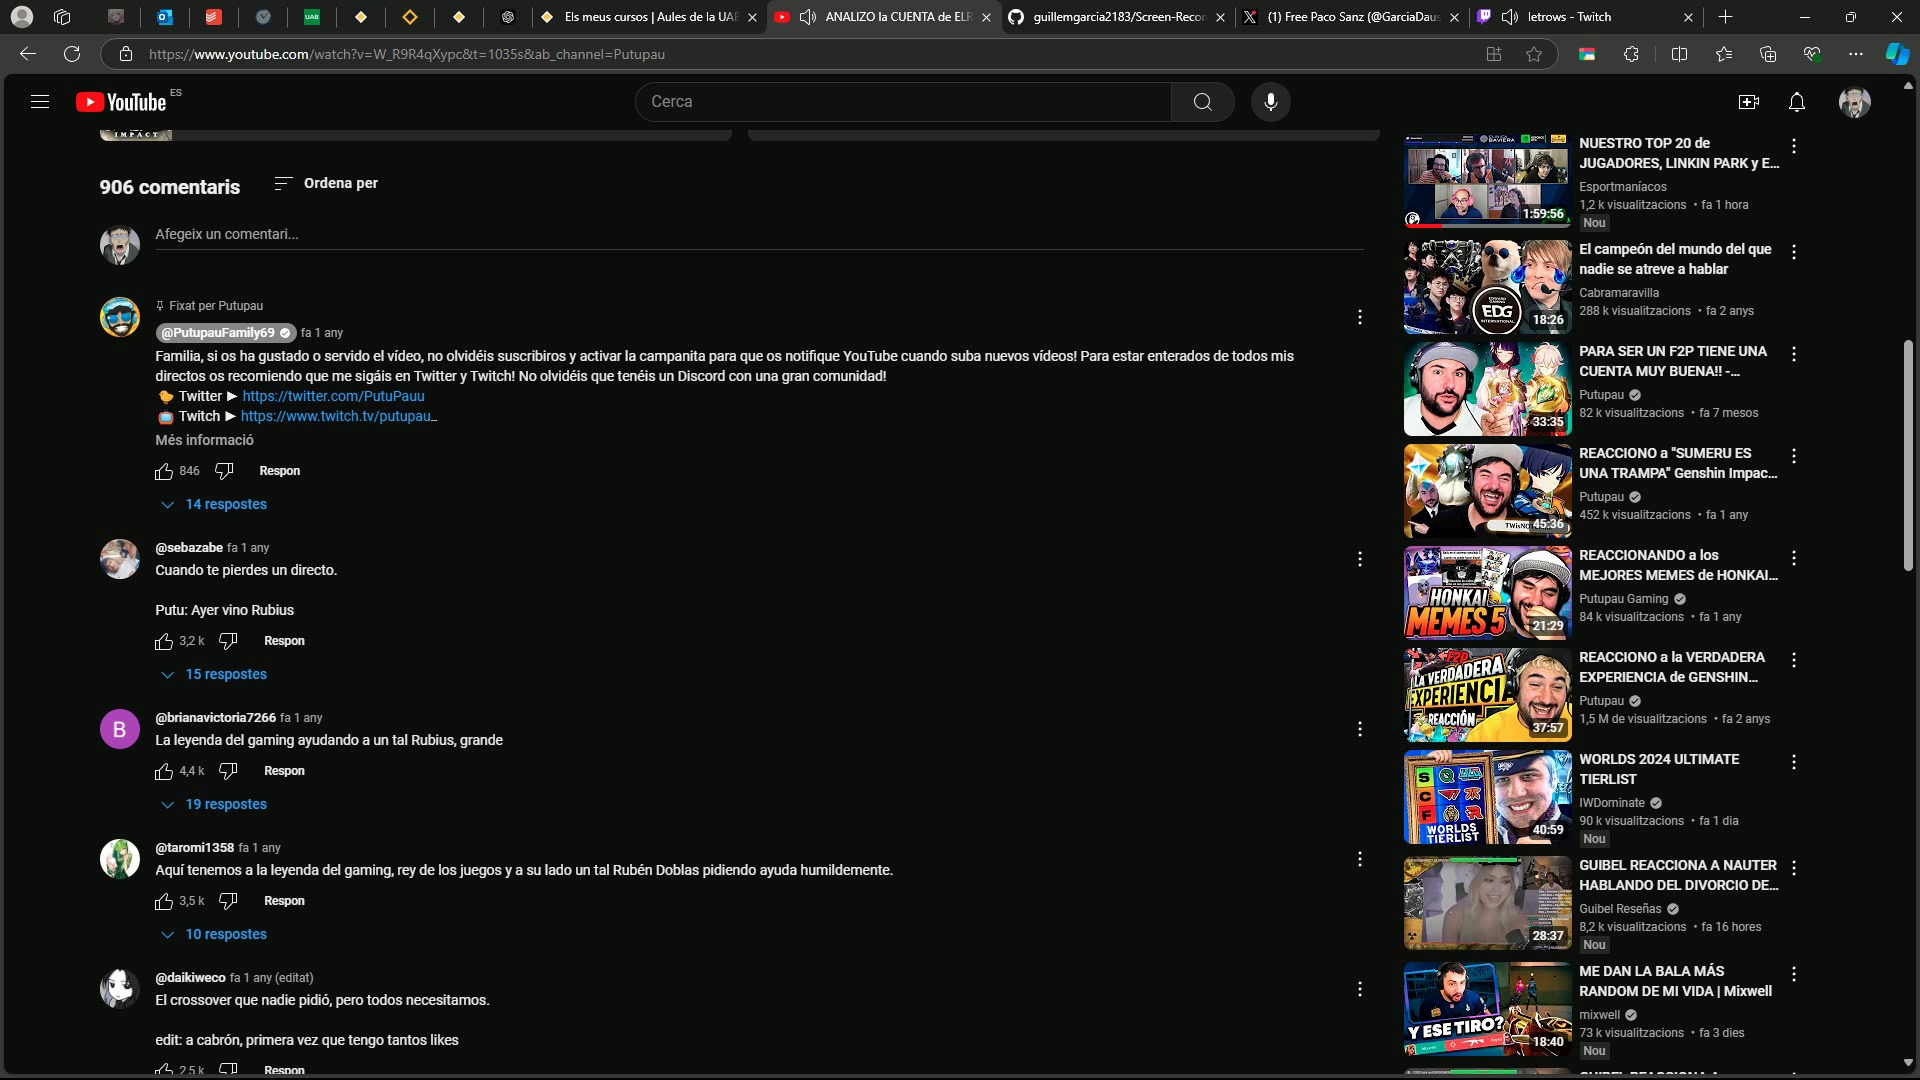 Els meus cursos | Aules de la UAB
ANALIZO la CUENTA de ELR
guillemgarcia2183/Screen-Recor
(1) Free Paco Sanz (@GarciaDaus
letrows - Twitch
https://www.youtube.com/watch?v=W_R9R4qXypc&t=1035s&ab_channel=Putupau
YouTube ES
Cerca
IMPACT
906 comentaris
Ordena per
Afegeix un comentari...
Fixat per Putupau
@PutupauFamily69 fa 1 any
Familia, si os ha gustado o servido el vídeo, no olvidéis suscribiros y activar la campanita para que os notifique YouTube cuando suba nuevos vídeos! Para estar enterados de todos mis
directos os recomiendo que me sigáis en Twitter y Twitch! No olvidéis que tenéis un Discord con una gran comunidad!
Twitter ► https://twitter.com/PutuPauu
Twitch ► https://www.twitch.tv/putupau_
Més informació
846 Respon
14 respostes
@sebazabe fa 1 any
Cuando te pierdes un directo.
Putu: Ayer vino Rubius
3,2 k Respon
15 respostes
@brianavictoria7266 fa 1 any
B
La leyenda del gaming ayudando a un tal Rubius, grande
4,4 k Respon
19 respostes
@taromi1358 fa 1 any
Aquí tenemos a la leyenda del gaming, rey de los juegos y a su lado un tal Rubén Doblas pidiendo ayuda humildemente.
3,5 k Respon
10 respostes
@daikiweco fa 1 any (editat)
El crossover que nadie pidió, pero todos necesitamos.
edit: a cabrón, primera vez que tengo tantos likes
2,5 k Respon
NUESTRO TOP 20 de
JUGADORES, LINKIN PARK y E...
Esportmaníacos
1,2 k visualitzacions • fa 1 hora
Nou
1:59:56
El campeón del mundo del que
nadie se atreve a hablar
Cabramaravilla
288 k visualitzacions • fa 2 anys
EDG
INTERNATIONAL
18:26
PARA SER UN F2P TIENE UNA
CUENTA MUY BUENA!! -...
Putupau
82 k visualitzacions • fa 7 mesos
33:35
REACCIONO a "SUMERU ES
UNA TRAMPA" Genshin Impac...
Putupau
452 k visualitzacions • fa 1 any
45:36
REACCIONANDO a los
MEJORES MEMES de HONKAI...
Putupau Gaming
84 k visualitzacions • fa 1 any
HONKAI
MEMES 5
21:29
REACCIONO a la VERDADERA
EXPERIENCIA de GENSHIN...
Putupau
1,5 M de visualitzacions • fa 2 anys
F2P
LA VERDADERA
EXPERIENCIA
REACCIÓN
37:57
WORLDS 2024 ULTIMATE
TIERLIST
IWDominate
90 k visualitzacions • fa 1 dia
Nou
S
C
F
WORLDS
TIERLIST
40:59
GUIBEL REACCIONA A NAUTER
HABLANDO DEL DIVORCIO DE...
Guibel Reseñas
8,2 k visualitzacions • fa 16 hores
Nou
28:37
ME DAN LA BALA MÁS
RANDOM DE MI VIDA | Mixwell
mixwell
73 k visualitzacions • fa 3 dies
Nou
Y ESE TIRO?
18:40